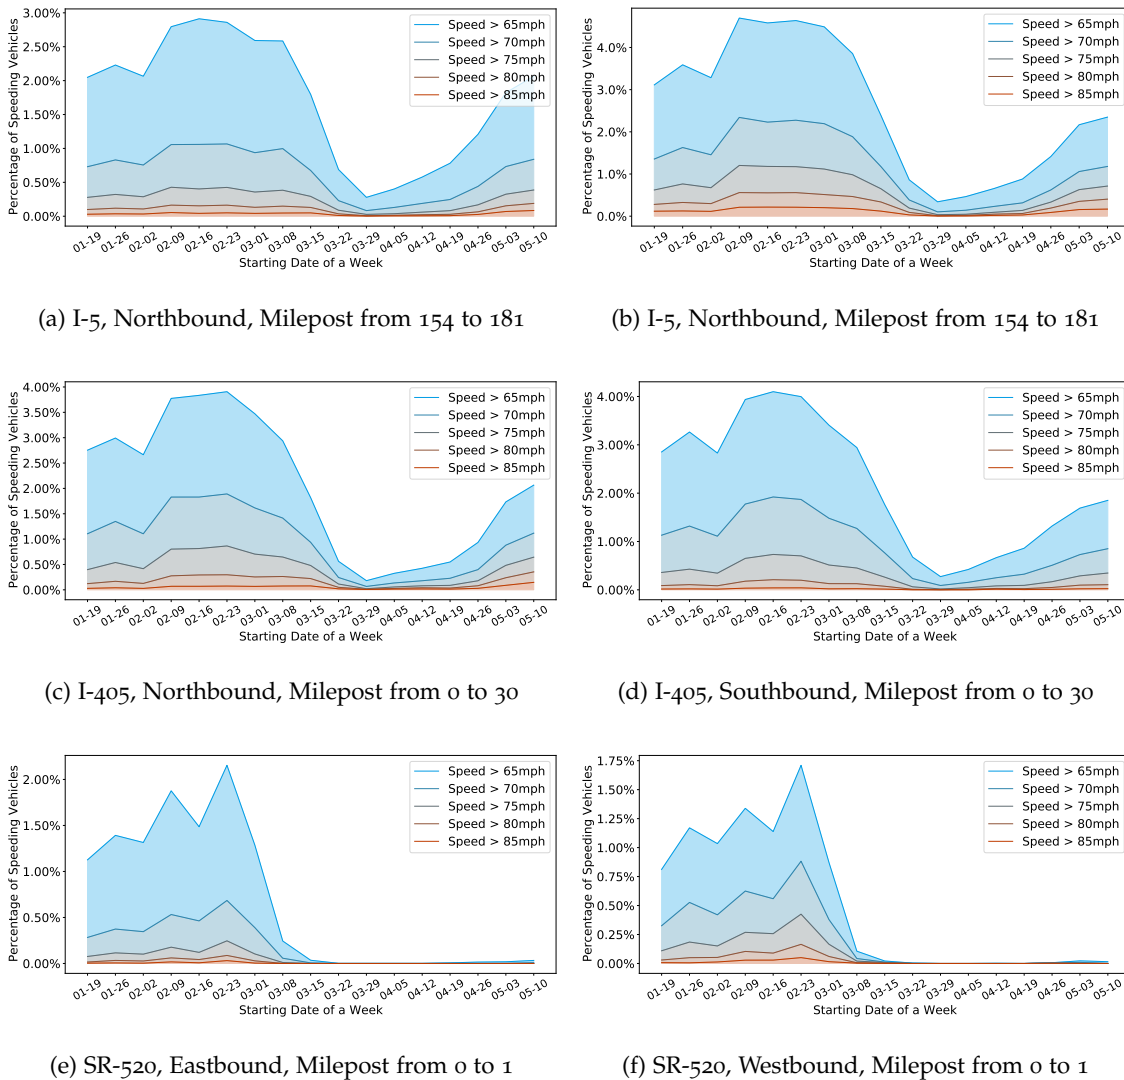 3.00%
2.50%
2.00%
1.50%
1.00%
0.50%
0.00%
Percentage of Speeding Vehicles
Speed > 65mph
Speed > 70mph
Speed > 75mph
Speed > 80mph
Speed > 85mph
01-19 01-26 02-02 02-09 02-16 02-23 03-01 03-08 03-15 03-22 03-29 04-05 04-12 04-19 04-26 05-03 05-10
Starting Date of a Week
(a) I-5, Northbound, Milepost from 154 to 181
4.0%
3.0%
2.0%
1.0%
0.0%
Percentage of Speeding Vehicles
Speed > 65mph
Speed > 70mph
Speed > 75mph
Speed > 80mph
Speed > 85mph
01-19 01-26 02-02 02-09 02-16 02-23 03-01 03-08 03-15 03-22 03-29 04-05 04-12 04-19 04-26 05-03 05-10
Starting Date of a Week
(b) I-5, Northbound, Milepost from 154 to 181
4.00%
3.50%
3.00%
2.50%
2.00%
1.50%
1.00%
0.50%
0.00%
Percentage of Speeding Vehicles
Speed > 65mph
Speed > 70mph
Speed > 75mph
Speed > 80mph
Speed > 85mph
01-19 01-26 02-02 02-09 02-16 02-23 03-01 03-08 03-15 03-22 03-29 04-05 04-12 04-19 04-26 05-03 05-10
Starting Date of a Week
(c) I-405, Northbound, Milepost from 0 to 30
4.00%
3.00%
2.00%
1.00%
0.00%
Percentage of Speeding Vehicles
Speed > 65mph
Speed > 70mph
Speed > 75mph
Speed > 80mph
Speed > 85mph
01-19 01-26 02-02 02-09 02-16 02-23 03-01 03-08 03-15 03-22 03-29 04-05 04-12 04-19 04-26 05-03 05-10
Starting Date of a Week
(d) I-405, Southbound, Milepost from 0 to 30
2.00%
1.50%
1.00%
0.50%
0.00%
Percentage of Speeding Vehicles
Speed > 65mph
Speed > 70mph
Speed > 75mph
Speed > 80mph
Speed > 85mph
01-19 01-26 02-02 02-09 02-16 02-23 03-01 03-08 03-15 03-22 03-29 04-05 04-12 04-19 04-26 05-03 05-10
Starting Date of a Week
(e) SR-520, Eastbound, Milepost from 0 to 1
1.75%
1.50%
1.25%
1.00%
0.75%
0.50%
0.25%
0.00%
Percentage of Speeding Vehicles
Speed > 65mph
Speed > 70mph
Speed > 75mph
Speed > 80mph
Speed > 85mph
01-19 01-26 02-02 02-09 02-16 02-23 03-01 03-08 03-15 03-22 03-29 04-05 04-12 04-19 04-26 05-03 05-10
Starting Date of a Week
(f) SR-520, Westbound, Milepost from 0 to 1